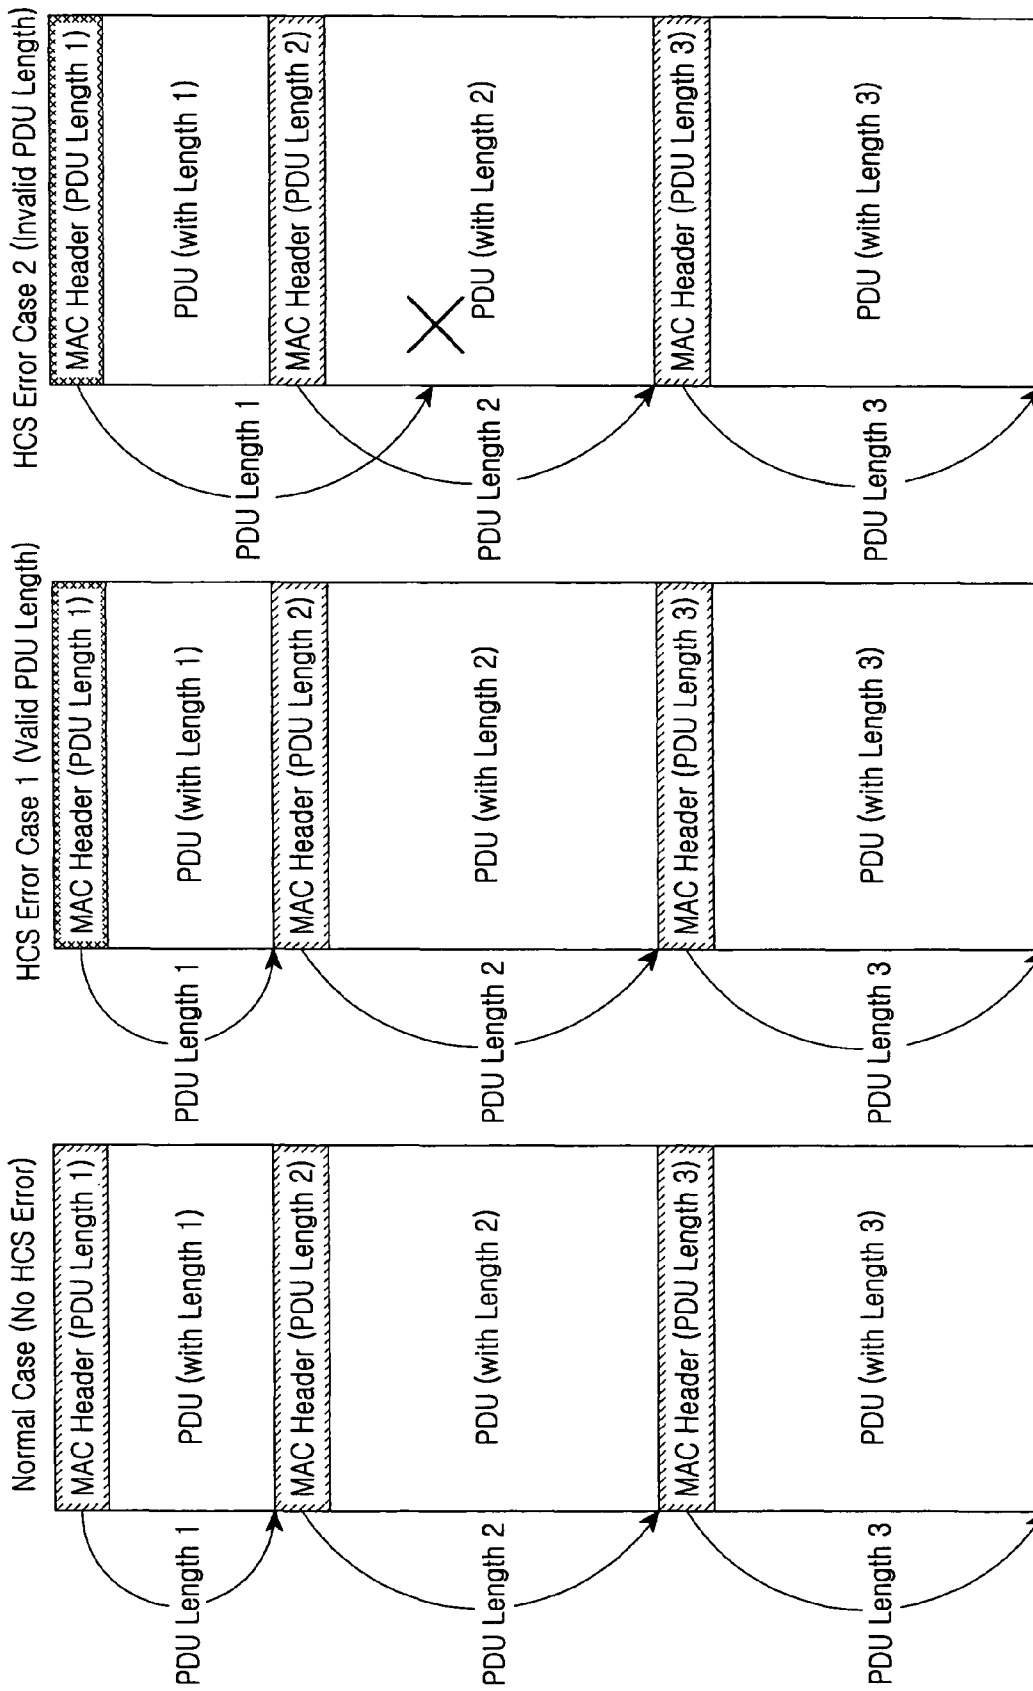 Normal Case (No HCS Error)
MAC Header (PDU Length 1)
PDU (with Length 1)
MAC Header (PDU Length 2)
PDU (with Length 2)
MAC Header (PDU Length 3)
PDU (with Length 3)
PDU Length 1
PDU Length 2
PDU Length 3
HCS Error Case 1 (Valid PDU Length)
MAC Header (PDU Length 1)
PDU (with Length 1)
MAC Header (PDU Length 2)
PDU (with Length 2)
MAC Header (PDU Length 3)
PDU (with Length 3)
PDU Length 1
PDU Length 2
PDU Length 3
HCS Error Case 2 (Invalid PDU Length)
MAC Header (PDU Length 1)
PDU (with Length 1)
MAC Header (PDU Length 2)
PDU (with Length 2)
MAC Header (PDU Length 3)
PDU (with Length 3)
PDU Length 1
PDU Length 2
PDU Length 3